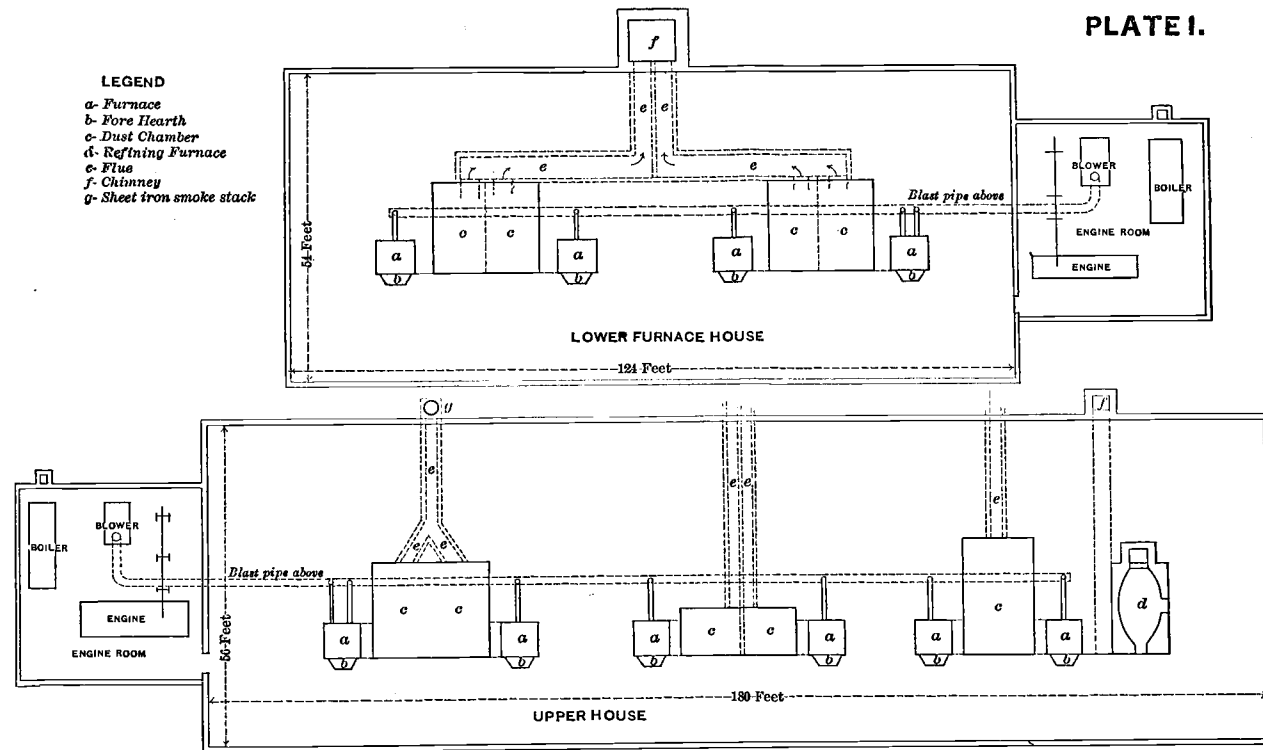 PLATE I.
LEGEND
a- Furnace
b- Fore Hearth
c- Dust Chamber
d- Refining Furnace
e- Flue
f- Chimney
g- Sheet iron smoke stack
f
e e
e e
BLOWER
BOILER
Blast pipe above
ENGINE ROOM
ENGINE
c c c c
a a a a
b b b b
54 Feet
LOWER FURNACE HOUSE
124 Feet
g f
e e e e
BLOWER
BOILER
e e
Blast pipe above
ENGINE
c c c c c d
a a a a a a
b b b b b b
ENGINE ROOM
56 Feet
180 Feet
UPPER HOUSE